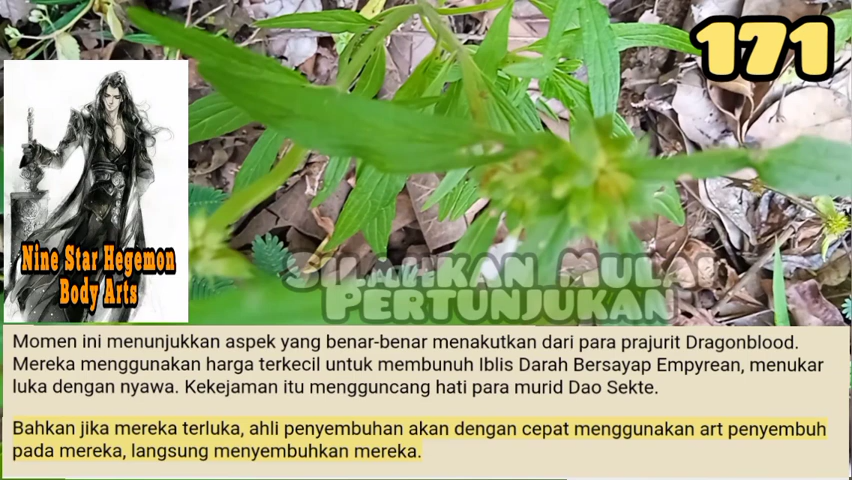 171
Nine Star Hegemon
Body Arts
Silahkan Mulai
Pertunjukan
Momen ini menunjukkan aspek yang benar-benar menakutkan dari para prajurit Dragonblood.
Mereka menggunakan harga terkecil untuk membunuh Iblis Darah Bersayap Empyrean, menukar
luka dengan nyawa. Kekejaman itu mengguncang hati para murid Dao Sekte.
Bahkan jika mereka terluka, ahli penyembuhan akan dengan cepat menggunakan art penyembuh
pada mereka, langsung menyembuhkan mereka.